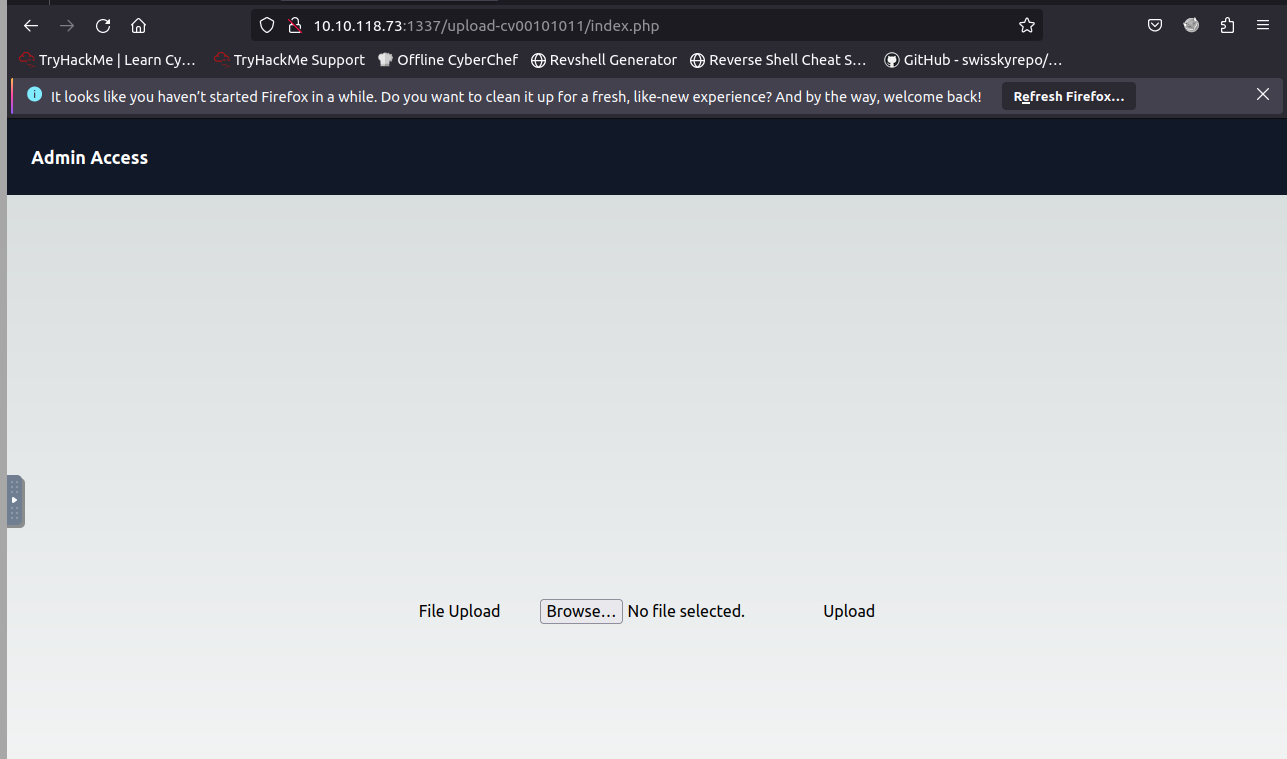 10.10.118.73:1337/upload-cv00101011/index.php
TryHackMe | Learn Cy… TryHackMe Support Offline CyberChef Revshell Generator Reverse Shell Cheat S… GitHub - swisskyrepo/…
It looks like you haven’t started Firefox in a while. Do you want to clean it up for a fresh, like-new experience? And by the way, welcome back! Refresh Firefox…
Admin Access
File Upload Browse… No file selected. Upload